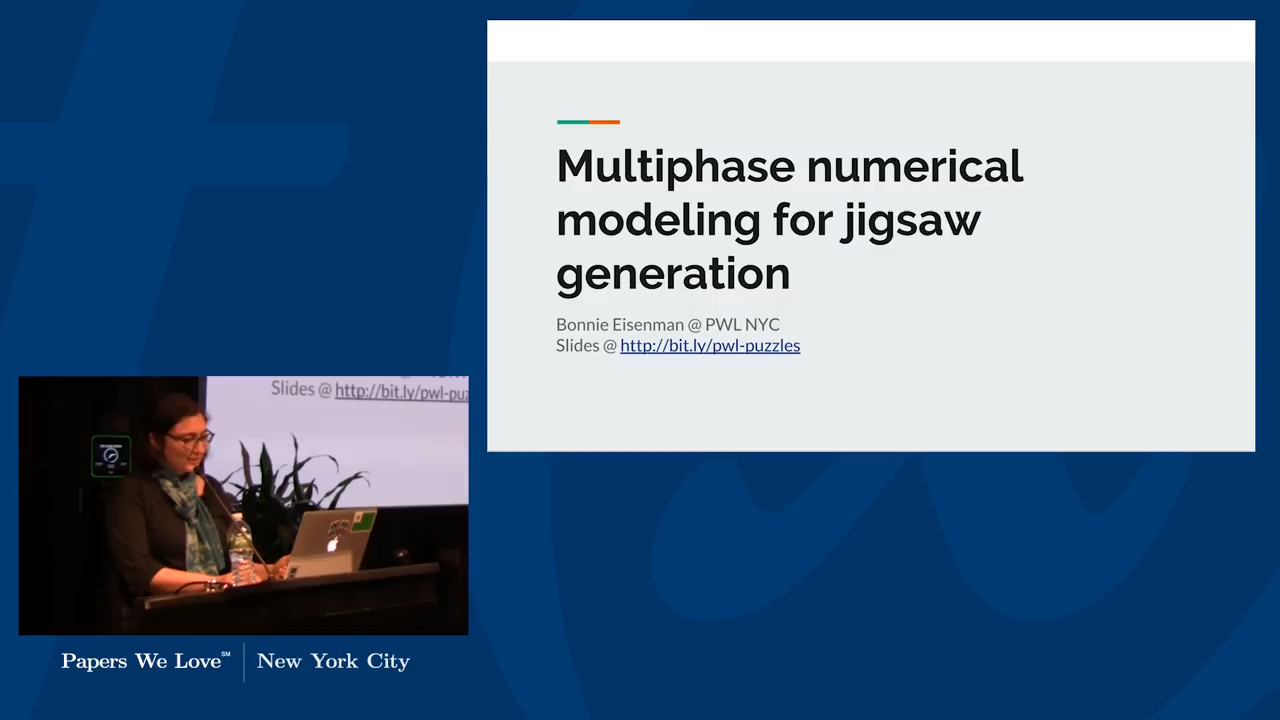 Multiphase numerical
modeling for jigsaw
generation
Bonnie Eisenman @ PWL NYC
Slides @ http://bit.ly/pwl-puzzles
Slides @ http://bit.ly/pwl-puz
Papers We Love℠ | New York City